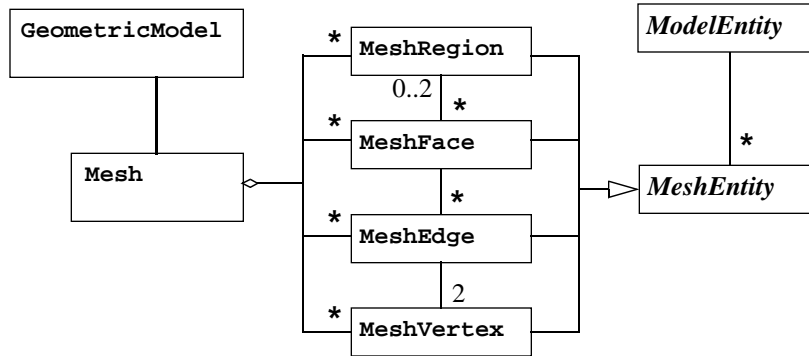 GeometricModel
* MeshRegion
ModelEntity
0..2 *
* MeshFace
*
Mesh
*
MeshEntity
* MeshEdge
2
* MeshVertex